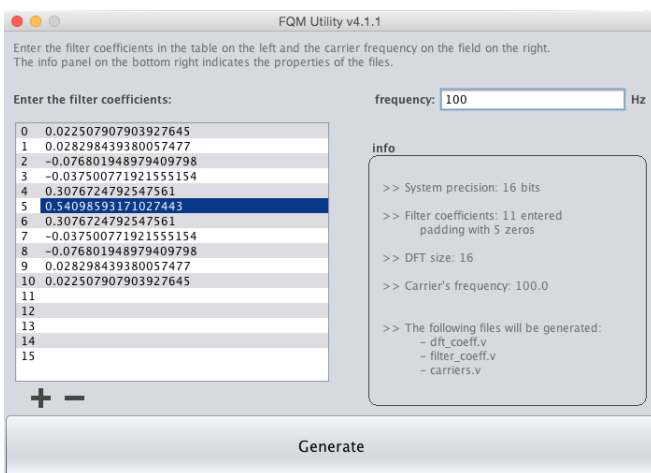 FQM Utility v4.1.1
Enter the filter coefficients in the table on the left and the carrier frequency on the field on the right.
The info panel on the bottom right indicates the properties of the files.
Enter the filter coefficients:
frequency: 100 Hz
0 0.022507907903927645
1 0.028298439380057477
2 -0.076801948979409798
3 -0.037500771921555154
4 0.3076724792547561
5 0.54098593171027443
6 0.3076724792547561
7 -0.037500771921555154
8 -0.076801948979409798
9 0.028298439380057477
10 0.022507907903927645
11
12
13
14
15
info
>> System precision: 16 bits
>> Filter coefficients: 11 entered
padding with 5 zeros
>> DFT size: 16
>> Carrier's frequency: 100.0
>> The following files will be generated:
- dft_coeff.v
- filter_coeff.v
- carriers.v
Generate